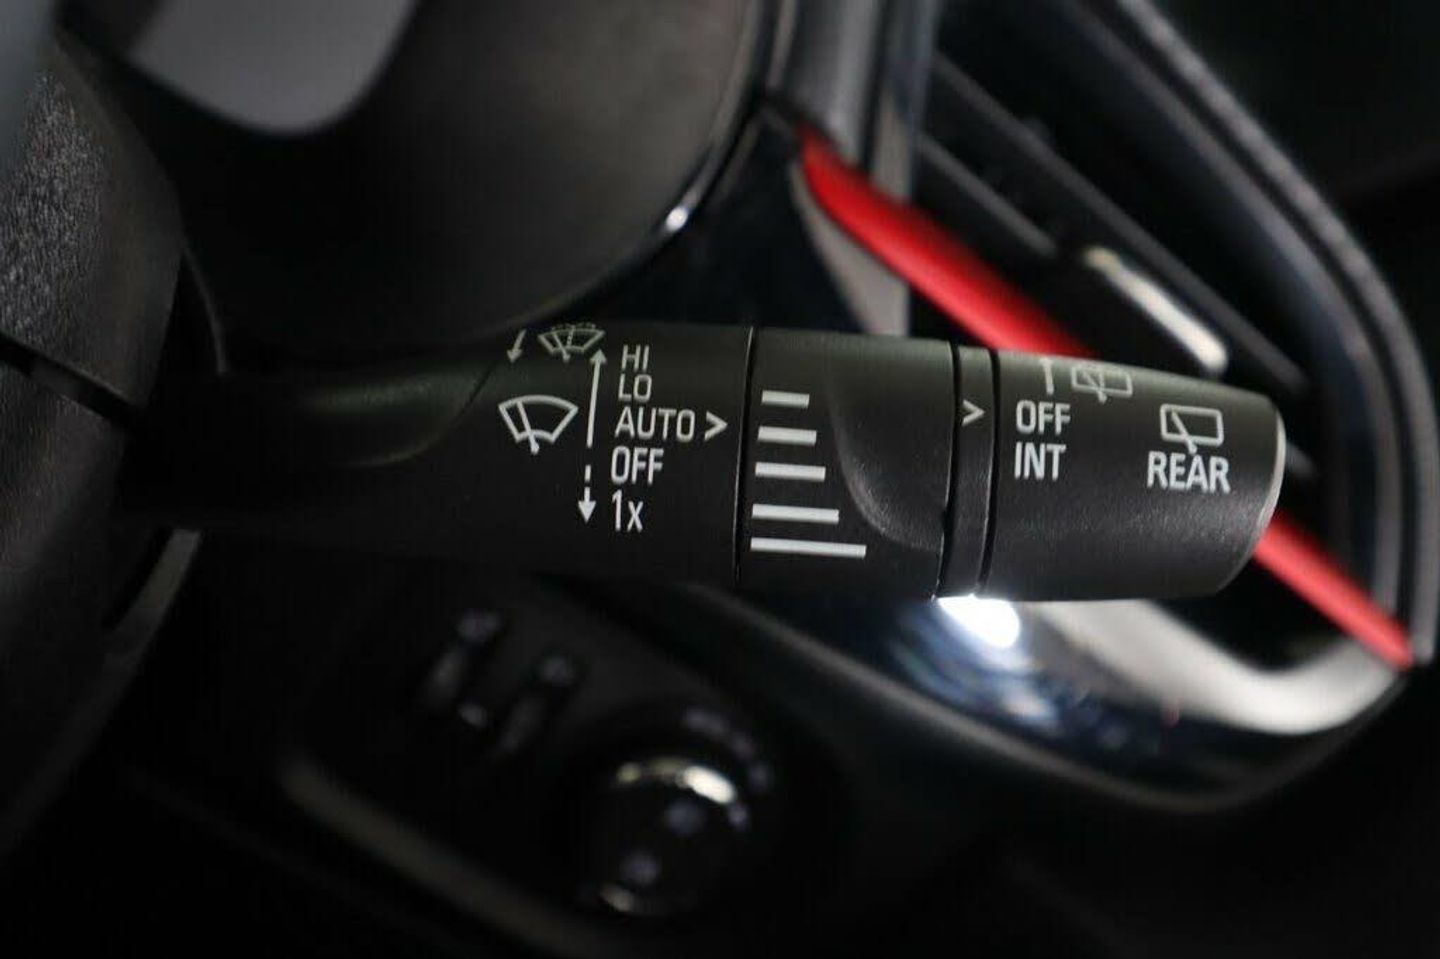 HI
LO
AUTO >
OFF
1x
>
OFF
INT
REAR